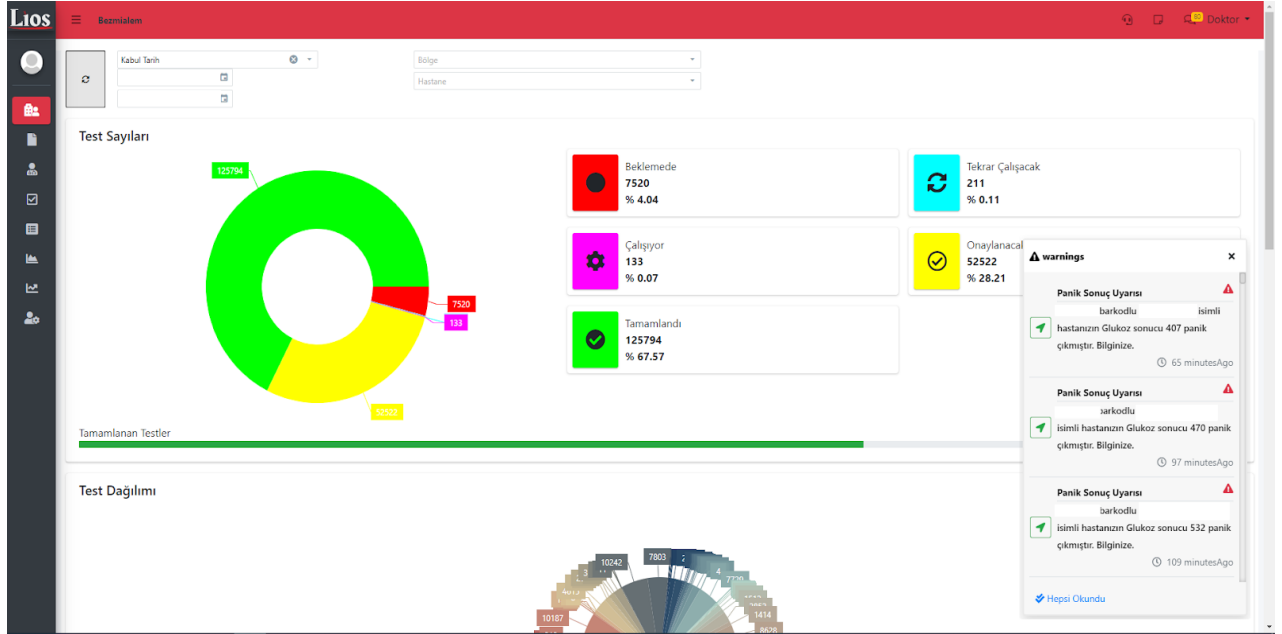 Lios
Bezmialem
30
Doktor
Kabul Tarih
Bölge
Hastane
Test Sayıları
125794
7520
133
52522
Beklemede
7520
% 4.04
Tekrar Çalışacak
211
% 0.11
Çalışıyor
133
% 0.07
Onaylanacal
52522
% 28.21
Tamamlandı
125794
% 67.57
Tamamlanan Testler
warnings
Panik Sonuç Uyarısı
barkodlu isimli
hastanızın Glukoz sonucu 407 panik
çıkmıştır. Bilginize.
65 minutesAgo
Panik Sonuç Uyarısı
barkodlu
isimli hastanızın Glukoz sonucu 470 panik
çıkmıştır. Bilginize.
97 minutesAgo
Panik Sonuç Uyarısı
barkodlu
isimli hastanızın Glukoz sonucu 532 panik
çıkmıştır. Bilginize.
109 minutesAgo
Hepsi Okundu
Test Dağılımı
10242
7803
10187
1414
8628